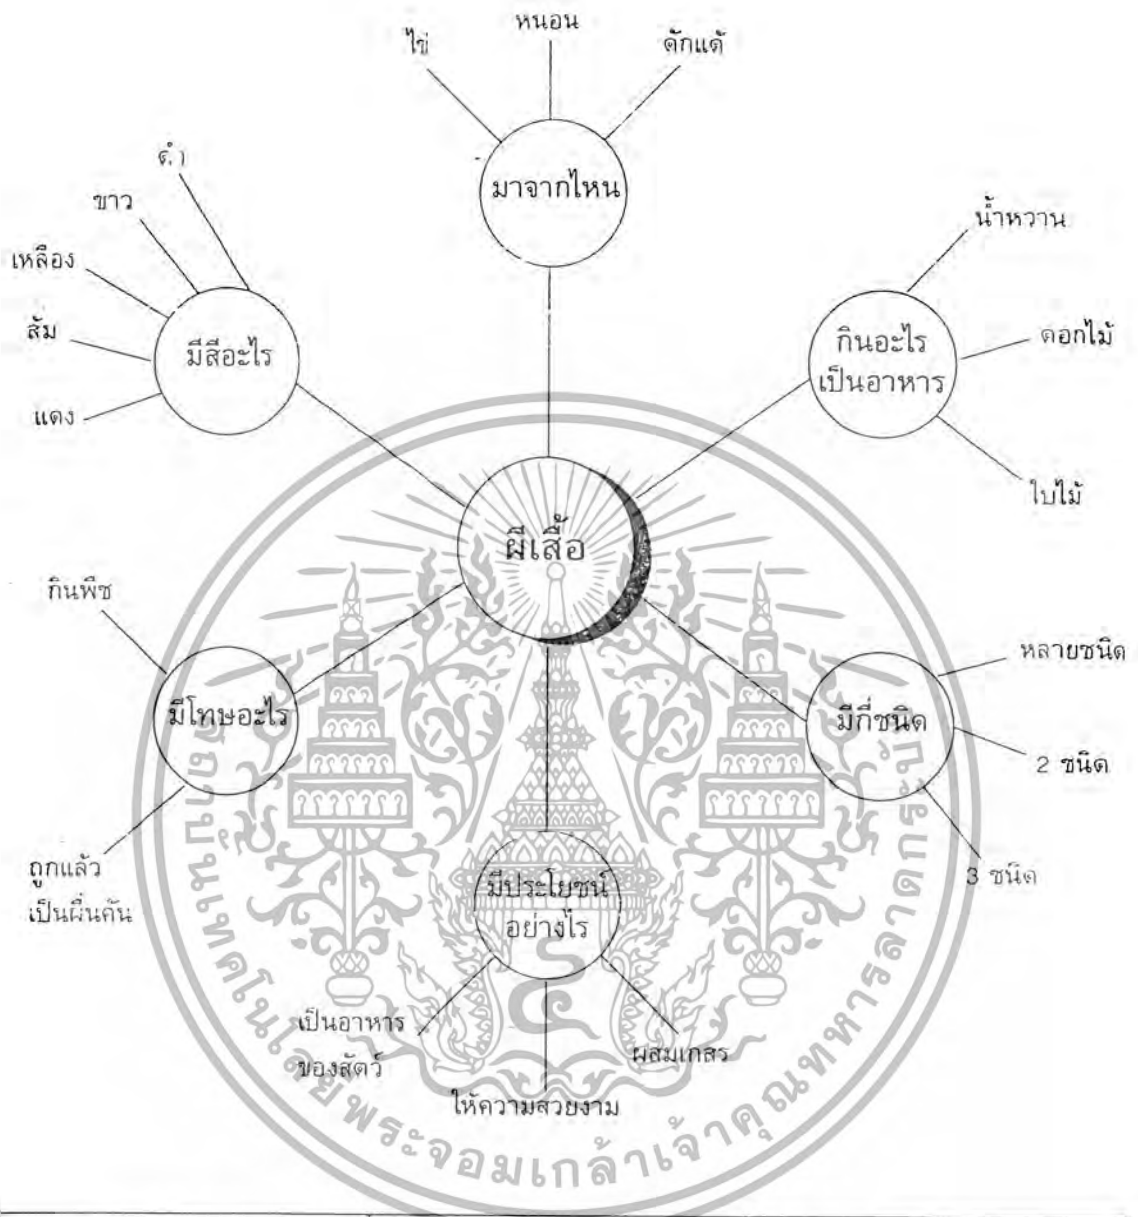 หนอน
ไข่
ดักแด้
มาจากไหน
ดำ
ขาว
เหลือง
ส้ม
แดง
มีสีอะไร
น้ำหวาน
ดอกไม้
ใบไม้
กินอะไร
เป็นอาหาร
ผีเสื้อ
กินพืช
มีโทษอะไร
ถูกแล้ว
เป็นผื่นคัน
หลายชนิด
2 ชนิด
3 ชนิด
มีกี่ชนิด
มีประโยชน์
อย่างไร
เป็นอาหาร
ของสัตว์
ให้ความสวยงาม
ผสมเกสร
สถาบันเทคโนโลยีพระจอมเกล้าเจ้าคุณทหารลาดกระบัง